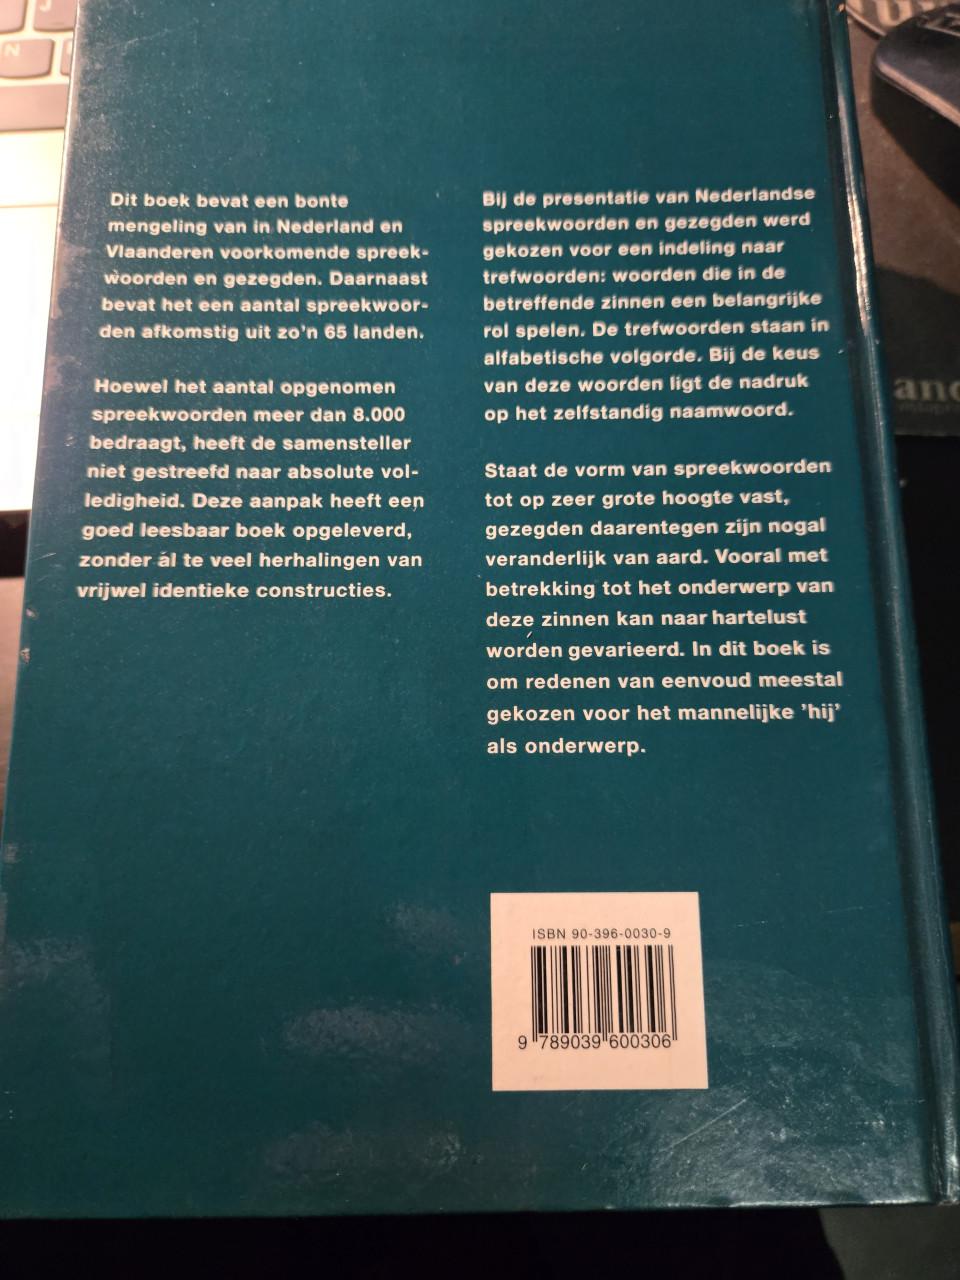 J
N
Dit boek bevat een bonte
mengeling van in Nederland en
Vlaanderen voorkomende spreek-
woorden en gezegden. Daarnaast
bevat het een aantal spreekwoor-
den afkomstig uit zo'n 65 landen.
Hoewel het aantal opgenomen
spreekwoorden meer dan 8.000
bedraagt, heeft de samensteller
niet gestreefd naar absolute vol-
ledigheid. Deze aanpak heeft een
goed leesbaar boek opgeleverd,
zonder al te veel herhalingen van
vrijwel identieke constructies.
Bij de presentatie van Nederlandse
spreekwoorden en gezegden werd
gekozen voor een indeling naar
trefwoorden: woorden die in de
betreffende zinnen een belangrijke
rol spelen. De trefwoorden staan in
alfabetische volgorde. Bij de keus
van deze woorden ligt de nadruk
op het zelfstandig naamwoord.
Staat de vorm van spreekwoorden
tot op zeer grote hoogte vast,
gezegden daarentegen zijn nogal
veranderlijk van aard. Vooral met
betrekking tot het onderwerp van
deze zinnen kan naar hartelust
worden gevarieerd. In dit boek is
om redenen van eenvoud meestal
gekozen voor het mannelijke 'hij'
als onderwerp.
ISBN 90-396-0030-9
9 789039 600306